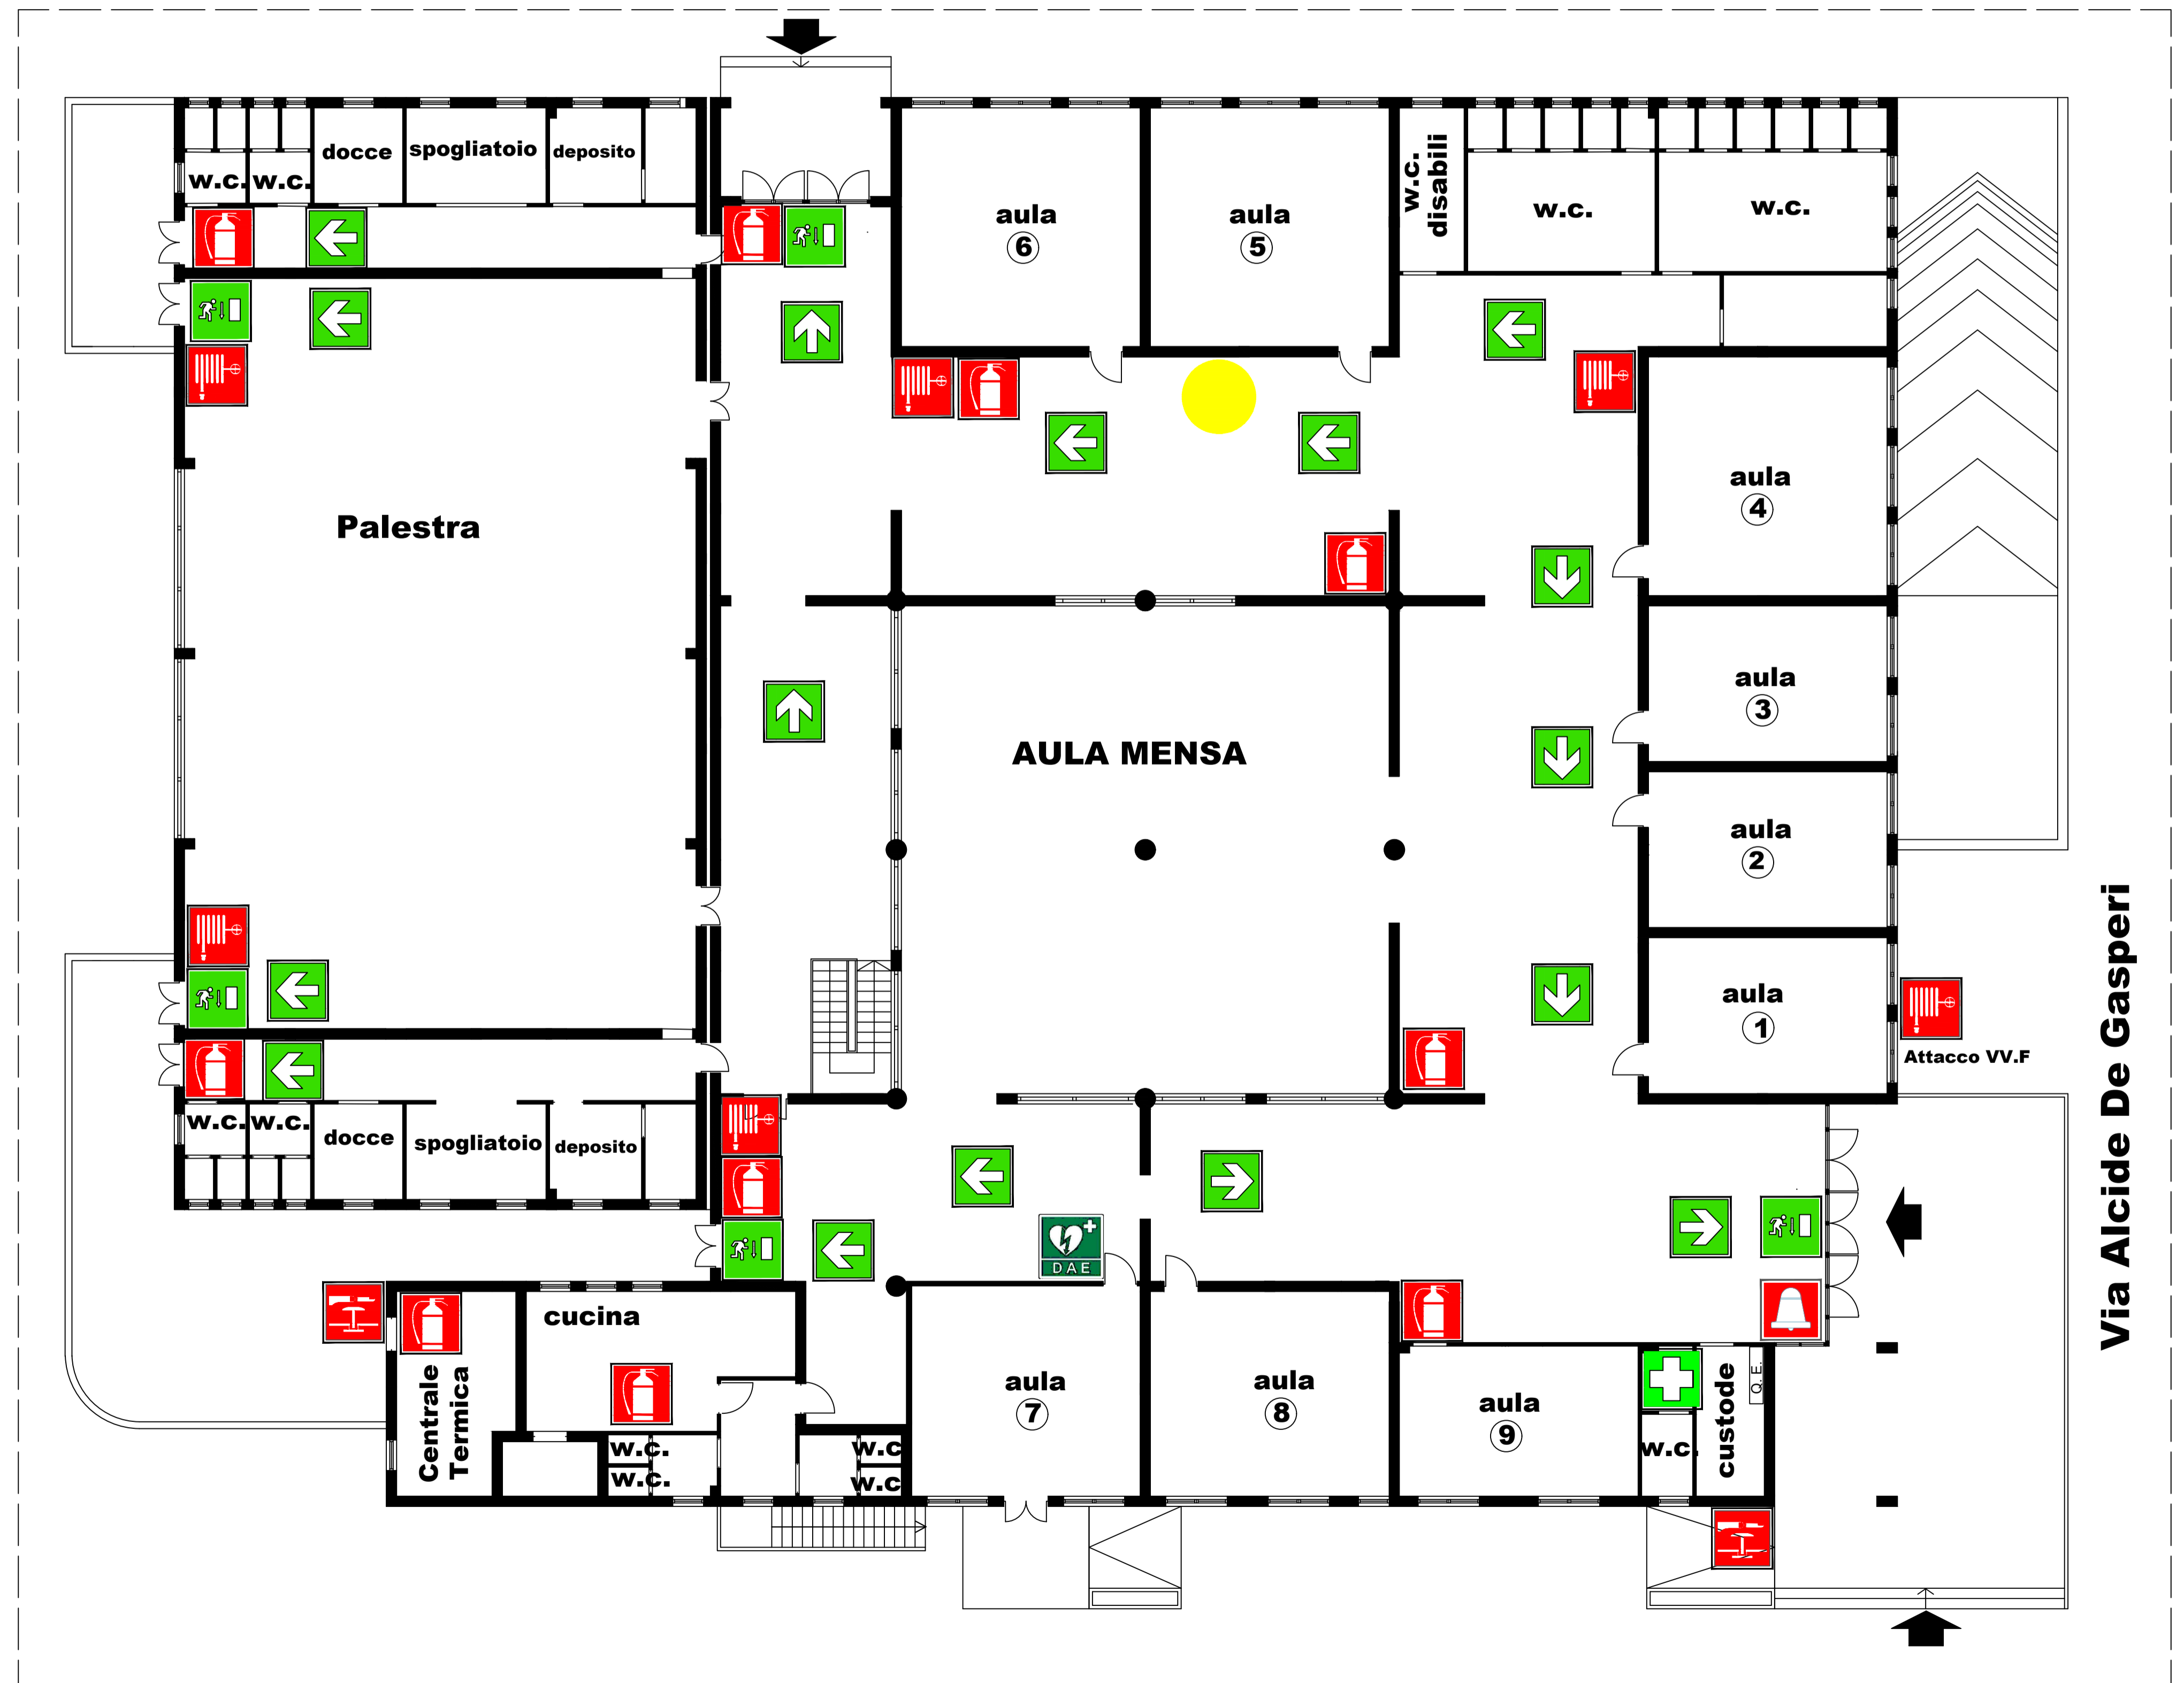 docce
spogliatoio
deposito
w.c.
w.c.
aula
6
aula
5
w.c.
disabili
w.c.
w.c.
Palestra
aula
4
aula
3
AULA MENSA
aula
2
aula
1
Attacco VV.F
Via Alcide De Gasperi
w.c.
w.c.
docce
spogliatoio
deposito
DAE
cucina
Centrale
Termica
w.c.
w.c.
w.c
w.c
aula
7
aula
8
aula
9
w.c.
custode
Q.E.